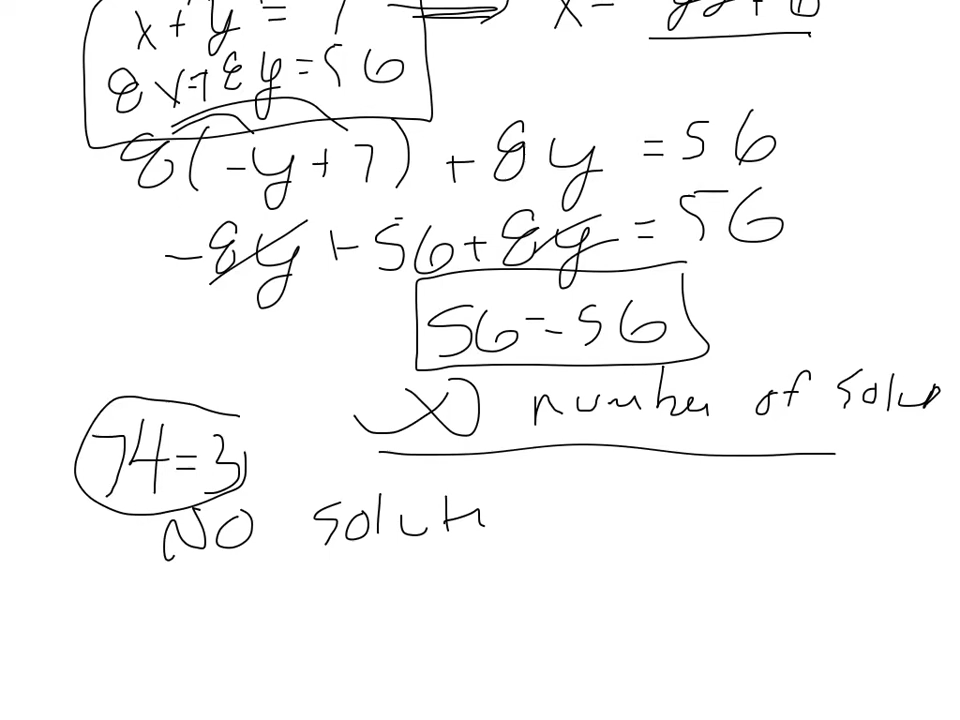 x + y = 7 ⟹ x = -y + 7
8x + 8y = 56
8(-y + 7) + 8y = 56
-8y + 56 + 8y = 56
56 = 56
∞ number of solu
74 = 3
NO soluti